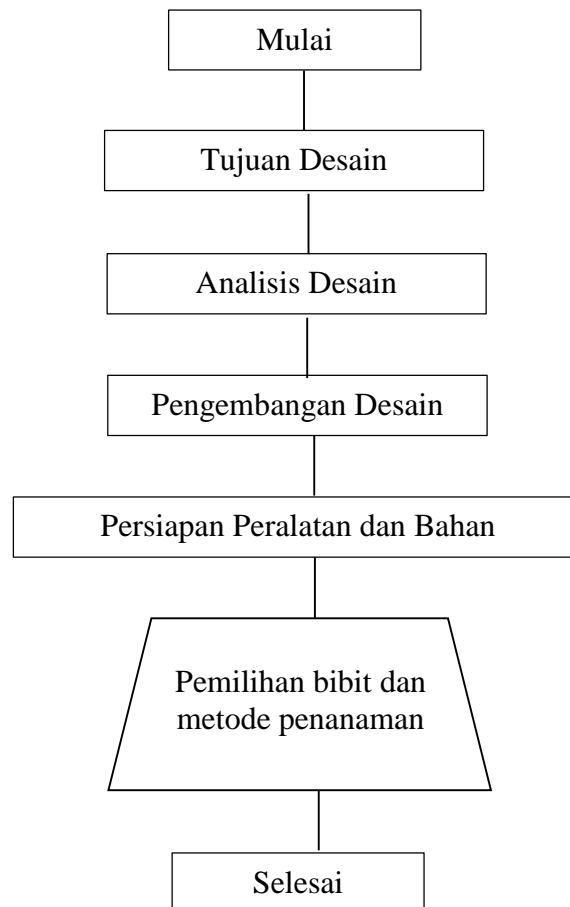 Mulai
Tujuan Desain
Analisis Desain
Pengembangan Desain
Persiapan Peralatan dan Bahan
Pemilihan bibit dan
metode penanaman
Selesai